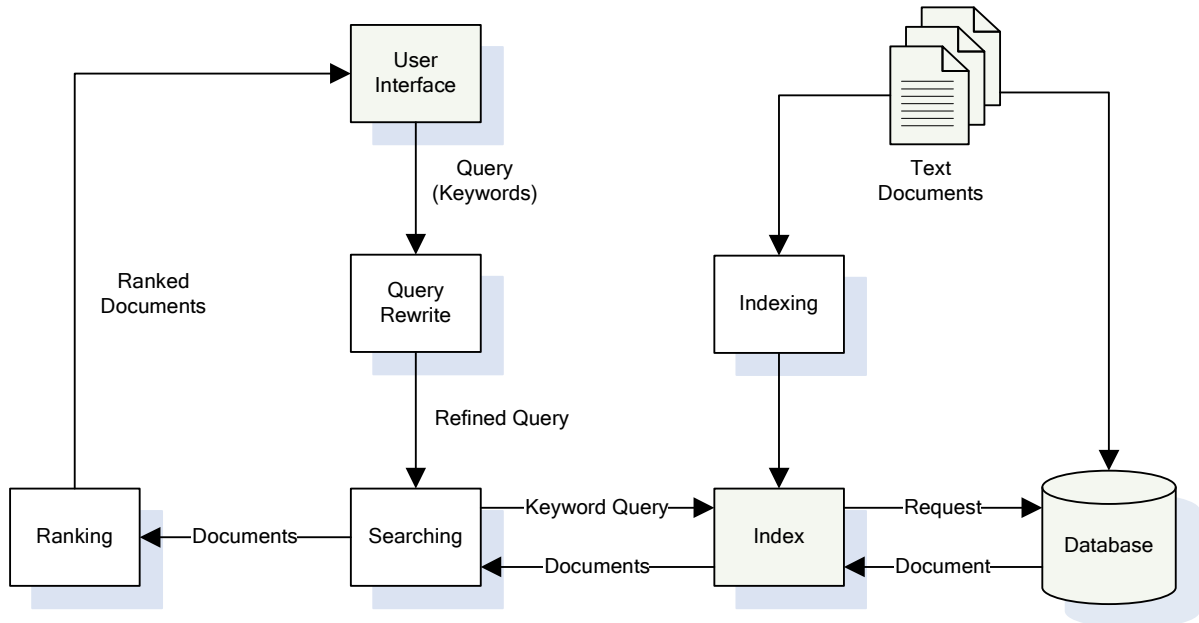 User
Interface
Query
(Keywords)
Text
Documents
Ranked
Documents
Query
Rewrite
Indexing
Refined Query
Ranking
Documents
Searching
Keyword Query
Documents
Index
Request
Document
Database